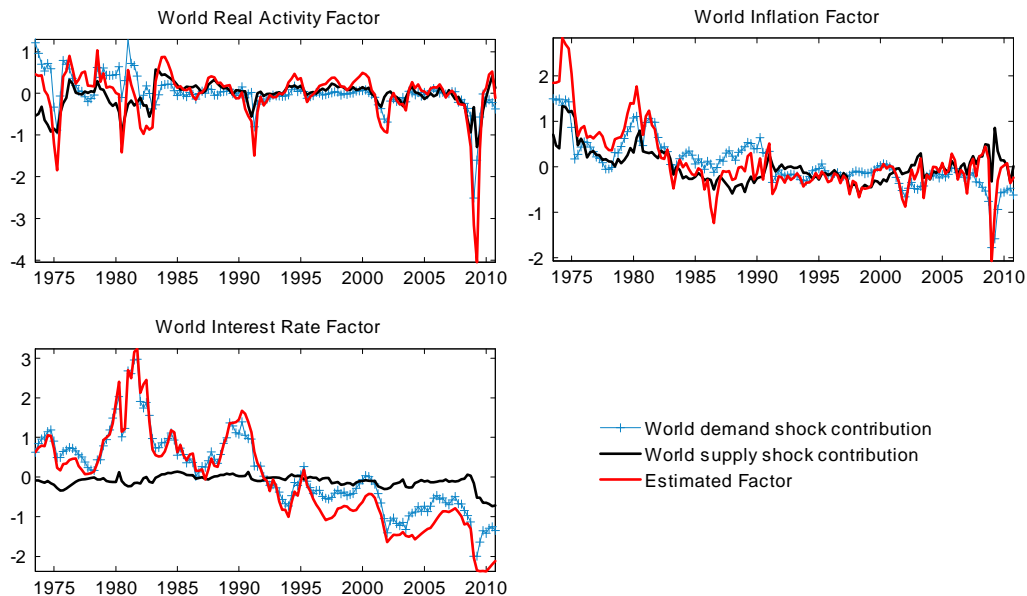 World Real Activity Factor
1
0
-1
-2
-3
-4
1975 1980 1985 1990 1995 2000 2005 2010
World Inflation Factor
2
1
0
-1
-2
1975 1980 1985 1990 1995 2000 2005 2010
World Interest Rate Factor
3
2
1
0
-1
-2
1975 1980 1985 1990 1995 2000 2005 2010
World demand shock contribution
World supply shock contribution
Estimated Factor